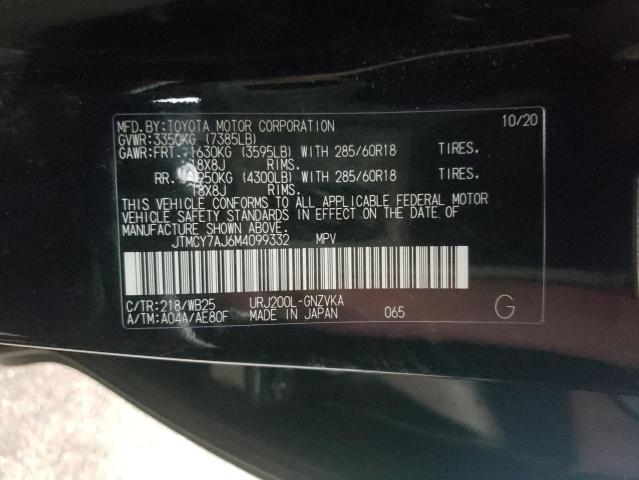 MFD.BY:TOYOTA MOTOR CORPORATION 10/20
GVWR:3350KG (7385LB)
GAWR:FRT. 1630KG (3595LB) WITH 285/60R18 TIRES.
18X8J RIMS.
RR. 1950KG (4300LB) WITH 285/60R18 TIRES.
18X8J RIMS.
THIS VEHICLE CONFORMS TO ALL APPLICABLE FEDERAL MOTOR
VEHICLE SAFETY STANDARDS IN EFFECT ON THE DATE OF
MANUFACTURE SHOWN ABOVE.
JTMCY7AJ6M4099332 MPV
C/TR:218/WB25 URJ200L-GNZVKA
A/TM:A04A/AE80F MADE IN JAPAN 065 G